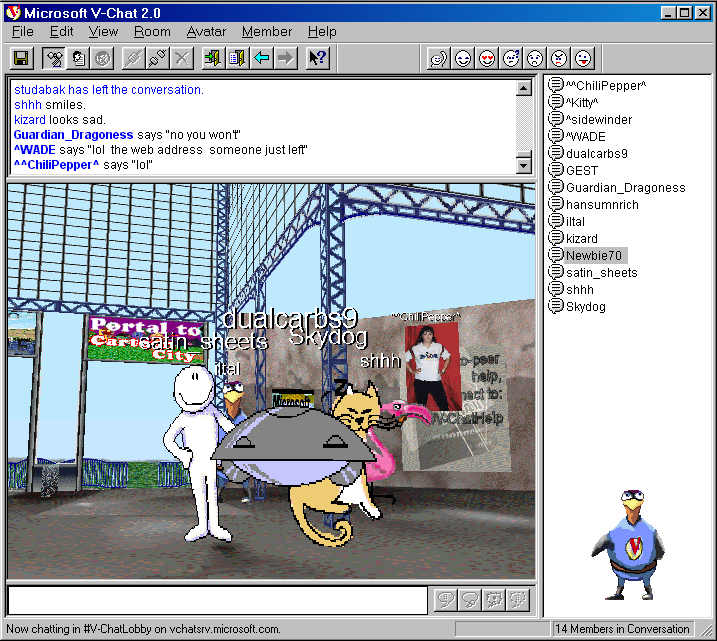 Microsoft V-Chat 2.0
File Edit View Room Avatar Member Help
studabak has left the conversation.
shhh smiles.
kizard looks sad.
Guardian_Dragoness says "no you won't"
^WADE says "lol the web address someone just left"
^^ChiliPepper^ says "lol"
^^ChiliPepper^
^Kitty^
^sidewinder
^WADE
dualcarbs9
GEST
Guardian_Dragoness
hansumnrich
iltal
kizard
Newbie70
satin_sheets
shhh
Skydog
^^ChiliPepper^
dualcarbs9
Portal to
Skydog
satin_sheets
City
shhh
iltal
o-peer
help,
nect to:
Z
V-ChatHelp
V
Now chatting in #V-ChatLobby on vchatsrv.microsoft.com.
14 Members in Conversation